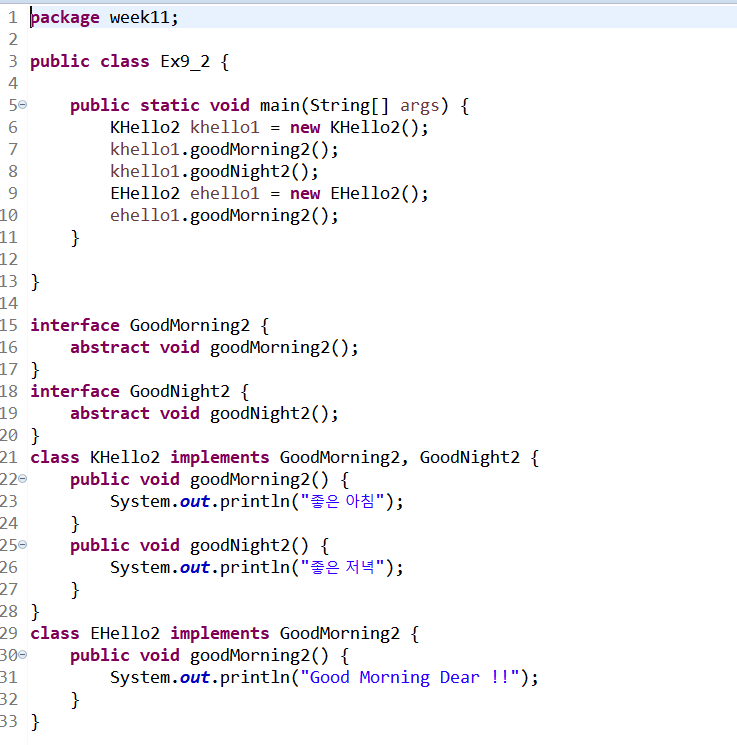 1 package week11;
2
3 public class Ex9_2 {
4
5 public static void main(String[] args) {
6 KHello2 khello1 = new KHello2();
7 khello1.goodMorning2();
8 khello1.goodNight2();
9 EHello2 ehello1 = new EHello2();
10 ehello1.goodMorning2();
11 }
12
13 }
14
15 interface GoodMorning2 {
16 abstract void goodMorning2();
17 }
18 interface GoodNight2 {
19 abstract void goodNight2();
20 }
21 class KHello2 implements GoodMorning2, GoodNight2 {
22 public void goodMorning2() {
23 System.out.println("좋은 아침");
24 }
25 public void goodNight2() {
26 System.out.println("좋은 저녁");
27 }
28 }
29 class EHello2 implements GoodMorning2 {
30 public void goodMorning2() {
31 System.out.println("Good Morning Dear !!");
32 }
33 }